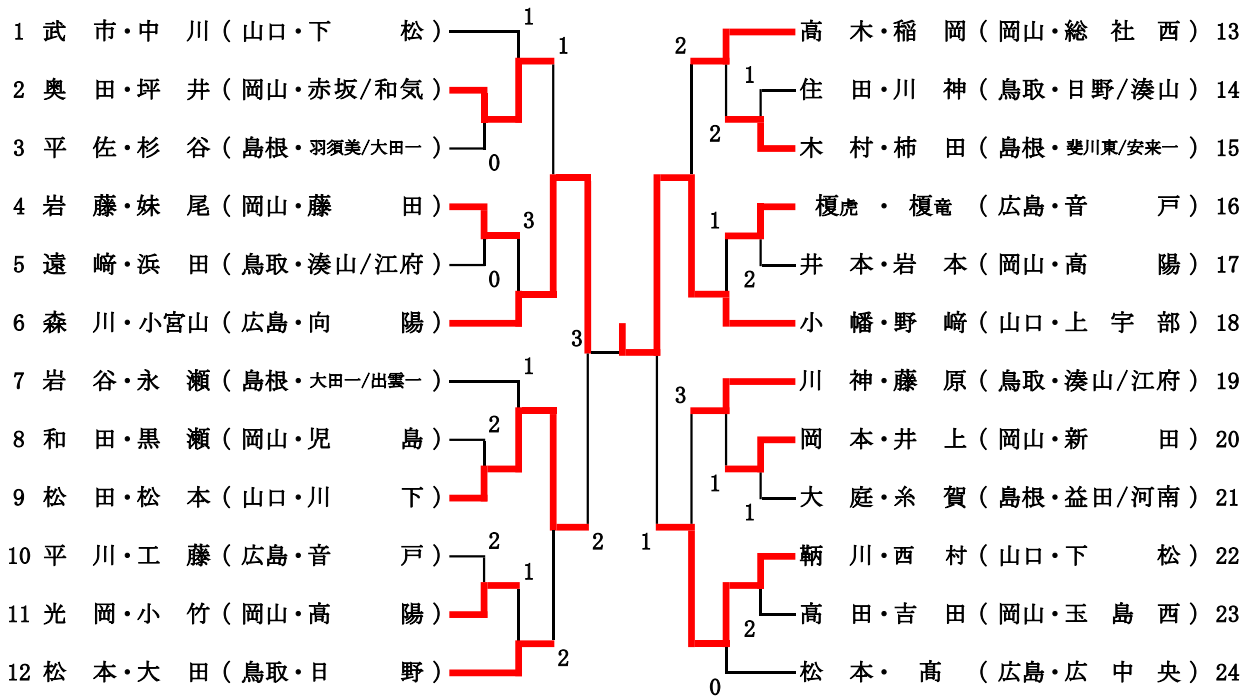 1 武 市・中 川 ( 山口・下 松 )
2 奥 田・坪 井 ( 岡山・赤坂/和気 )
3 平 佐・杉 谷 ( 島根・羽須美/大田一 )
4 岩 藤・妹 尾 ( 岡山・藤 田 )
5 遠 﨑・浜 田 ( 鳥取・湊山/江府 )
6 森 川・小宮山 ( 広島・向 陽 )
7 岩 谷・永 瀬 ( 島根・大田一/出雲一 )
8 和 田・黒 瀬 ( 岡山・児 島 )
9 松 田・松 本 ( 山口・川 下 )
10 平 川・工 藤 ( 広島・音 戸 )
11 光 岡・小 竹 ( 岡山・高 陽 )
12 松 本・大 田 ( 鳥取・日 野 )
1
1
0
3
0
3
1
2
2
2
1
2
2
1
2
1
2
3
1
1
1
2
0
高 木・稲 岡 ( 岡山・総 社 西 ) 13
住 田・川 神 ( 鳥取・日野/湊山 ) 14
木 村・柿 田 ( 島根・斐川東/安来一 ) 15
榎虎 ・ 榎竜 ( 広島・音 戸 ) 16
井 本・岩 本 ( 岡山・高 陽 ) 17
小 幡・野 﨑 ( 山口・上 宇 部 ) 18
川 神・藤 原 ( 鳥取・湊山/江府 ) 19
岡 本・井 上 ( 岡山・新 田 ) 20
大 庭・糸 賀 ( 島根・益田/河南 ) 21
鞆 川・西 村 ( 山口・下 松 ) 22
高 田・吉 田 ( 岡山・玉 島 西 ) 23
松 本・ 髙 ( 広島・広 中 央 ) 24